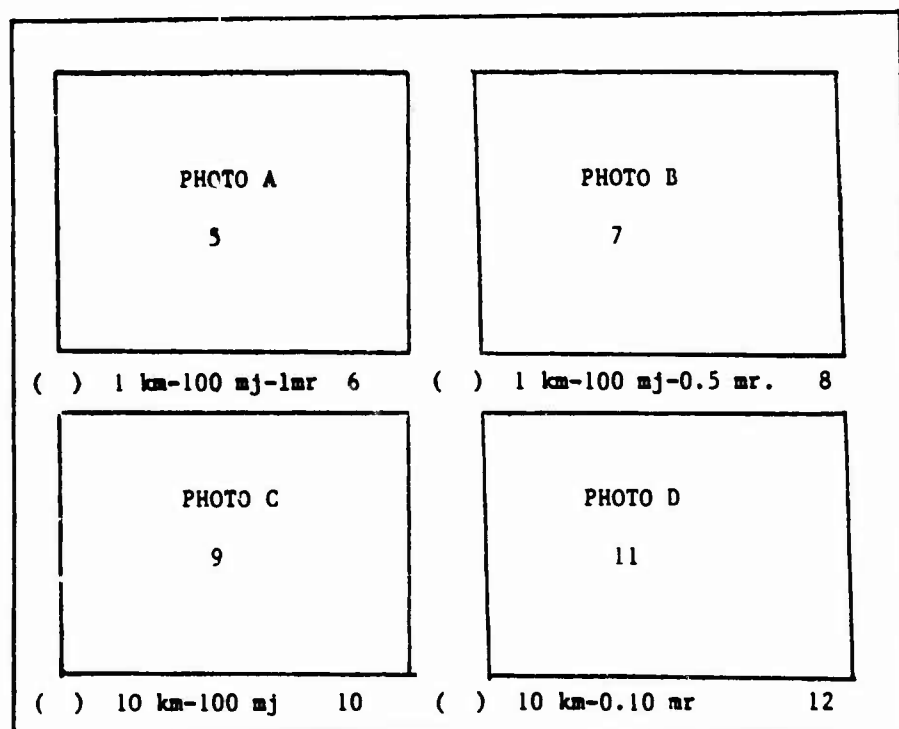 PHOTO A
5
( ) 1 km-100 mj-1mr 6
PHOTO B
7
( ) 1 km-100 mj-0.5 mr. 8
PHOTO C
9
( ) 10 km-100 mj 10
PHOTO D
11
( ) 10 km-0.10 mr 12